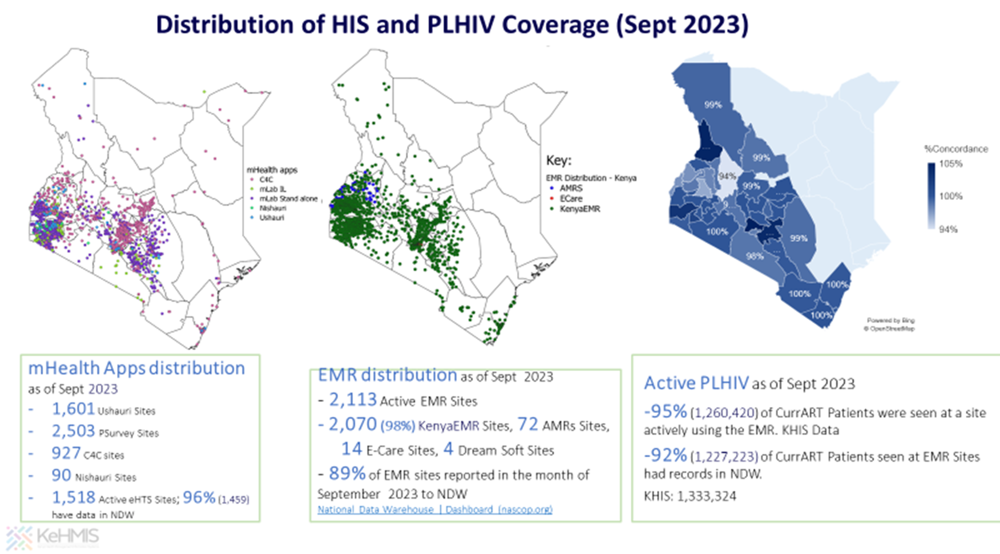 Distribution of HIS and PLHIV Coverage (Sept 2023)
mHealth apps
C4C
mLab IL
mLab Stand alone
Nishauri
Ushauri
Key:
EMR Distribution - Kenya
AMRS
ECare
KenyaEMR
99%
...
99%
94%
99%
...
9...
100%
...
99%
...
98%
100%
100%
100%
%Concordance
105%
100%
94%
Powered by Bing
© OpenStreetMap
mHealth Apps distribution
as of Sept 2023
- 1,601 Ushauri Sites
- 2,503 PSurvey Sites
- 927 C4C sites
- 90 Nishauri Sites
- 1,518 Active eHTS Sites; 96% (1,459)
have data in NDW
EMR distribution as of Sept 2023
- 2,113 Active EMR Sites
- 2,070 (98%) KenyaEMR Sites, 72 AMRs Sites,
14 E-Care Sites, 4 Dream Soft Sites
- 89% of EMR sites reported in the month of
September 2023 to NDW
National Data Warehouse | Dashboard (nascop.org)
Active PLHIV as of Sept 2023
-95% (1,260,420) of CurrART Patients were seen at a site
actively using the EMR. KHIS Data
-92% (1,227,223) of CurrART Patients seen at EMR Sites
had records in NDW.
KHIS: 1,333,324
KeHMIS